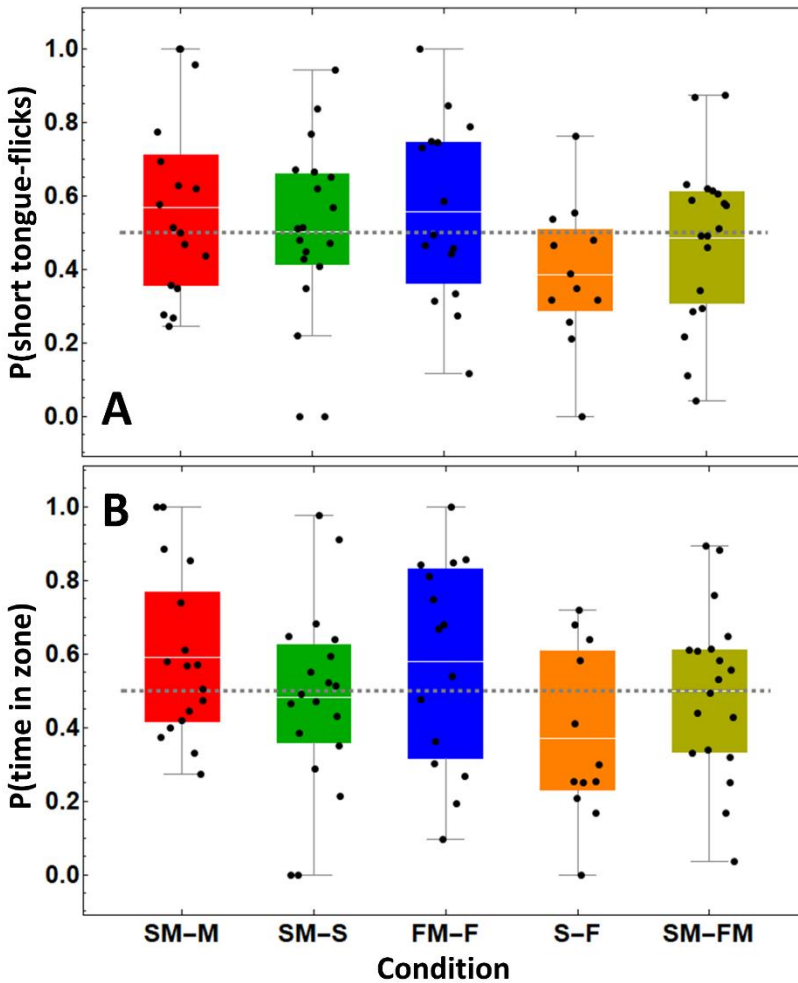 A
P(short tongue-flicks)
1.0
0.8
0.6
0.4
0.2
0.0
B
P(time in zone)
1.0
0.8
0.6
0.4
0.2
0.0
SM–M SM–S FM–F S–F SM–FM
Condition